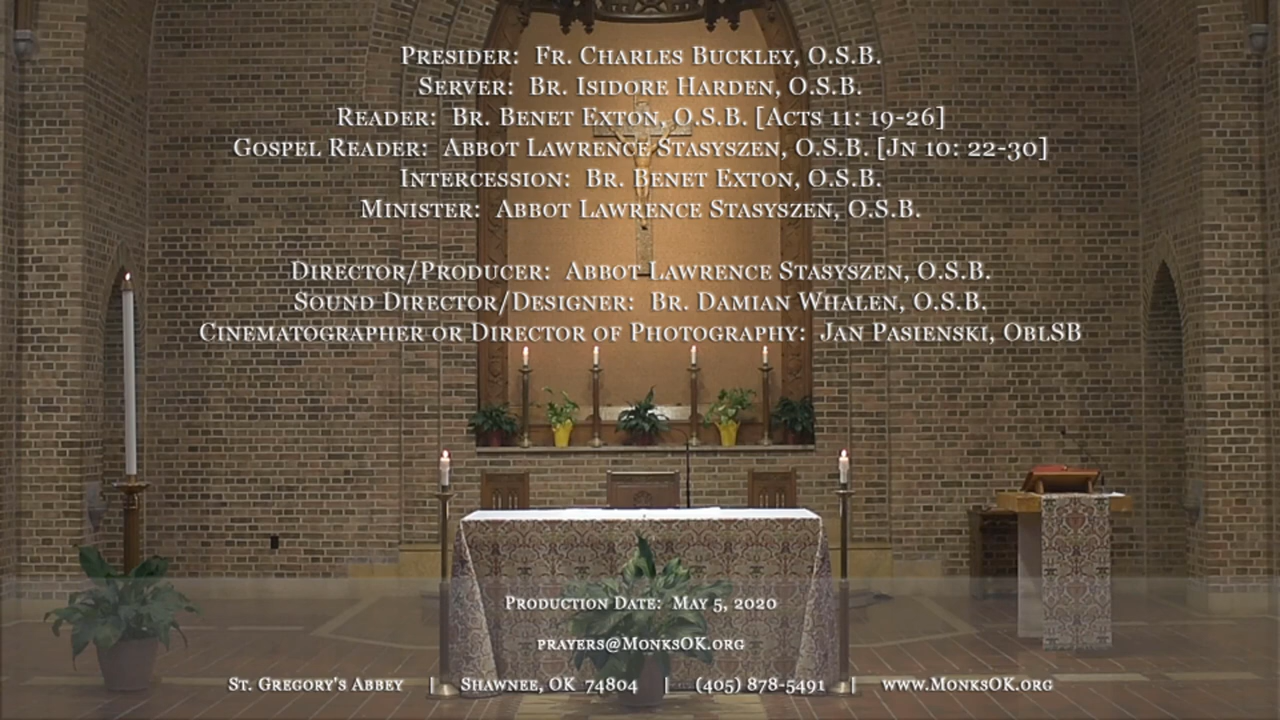 Presider: Fr. Charles Buckley, O.S.B.
Server: Br. Isidore Harden, O.S.B.
Reader: Br. Benet Exton, O.S.B. [Acts 11: 19-26]
Gospel Reader: Abbot Lawrence Stasyszen, O.S.B. [Jn 10: 22-30]
Intercession: Br. Benet Exton, O.S.B.
Minister: Abbot Lawrence Stasyszen, O.S.B.
Director/Producer: Abbot Lawrence Stasyszen, O.S.B.
Sound Director/Designer: Br. Damian Whalen, O.S.B.
Cinematographer or Director of Photography: Jan Pasienski, OblSB
Production Date: May 5, 2020
prayers@MonksOK.org
St. Gregory's Abbey | Shawnee, OK 74804 | (405) 878-5491 | www.MonksOK.org